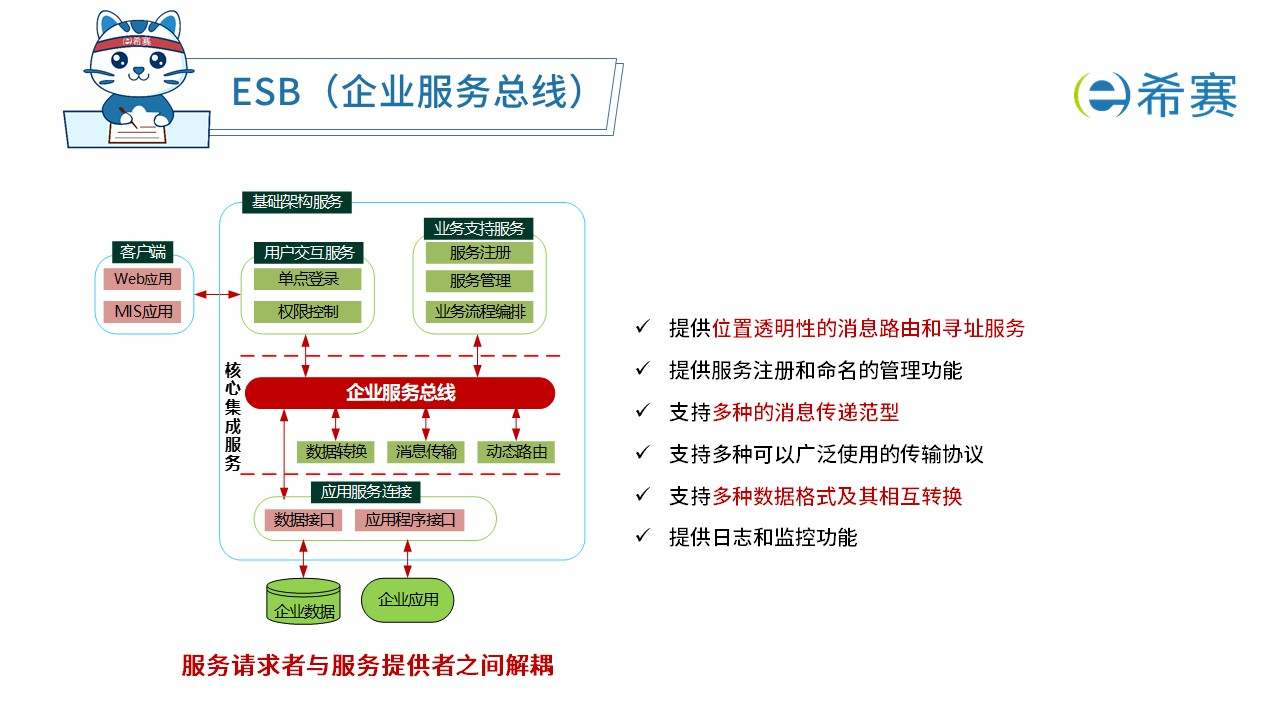 e希赛
ESB（企业服务总线）
e希赛
基础架构服务
客户端
Web应用
MIS应用
用户交互服务
单点登录
权限控制
业务支持服务
服务注册
服务管理
业务流程编排
核心集成服务
企业服务总线
数据转换
消息传输
动态路由
应用服务连接
数据接口
应用程序接口
企业数据
企业应用
服务请求者与服务提供者之间解耦
✓ 提供位置透明性的消息路由和寻址服务
✓ 提供服务注册和命名的管理功能
✓ 支持多种的消息传递范型
✓ 支持多种可以广泛使用的传输协议
✓ 支持多种数据格式及其相互转换
✓ 提供日志和监控功能